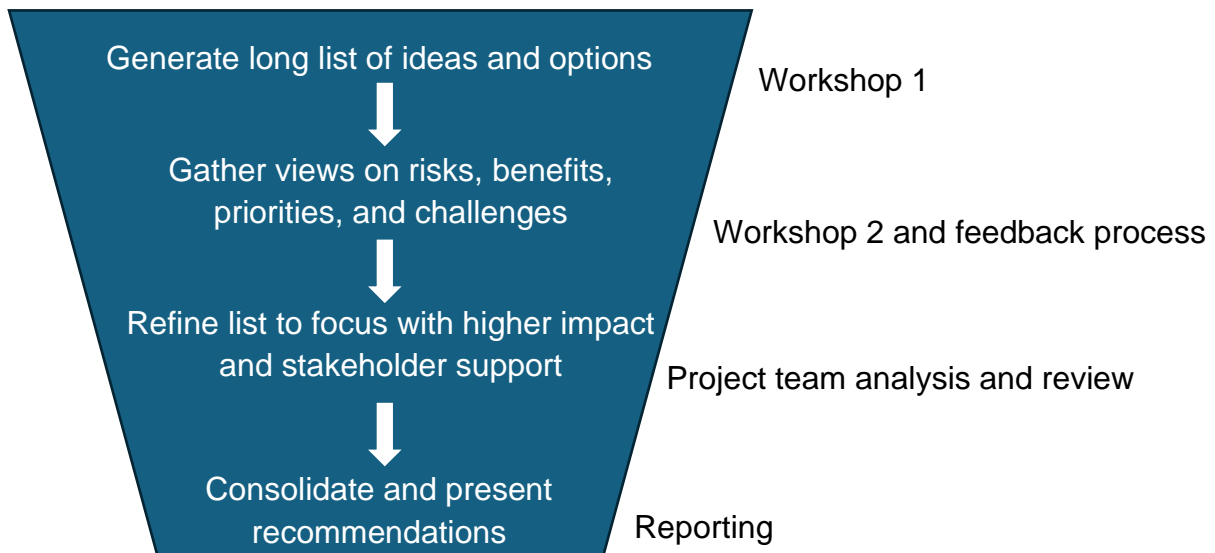 Generate long list of ideas and options
Workshop 1
Gather views on risks, benefits,
priorities, and challenges
Workshop 2 and feedback process
Refine list to focus with higher impact
and stakeholder support
Project team analysis and review
Consolidate and present
recommendations
Reporting